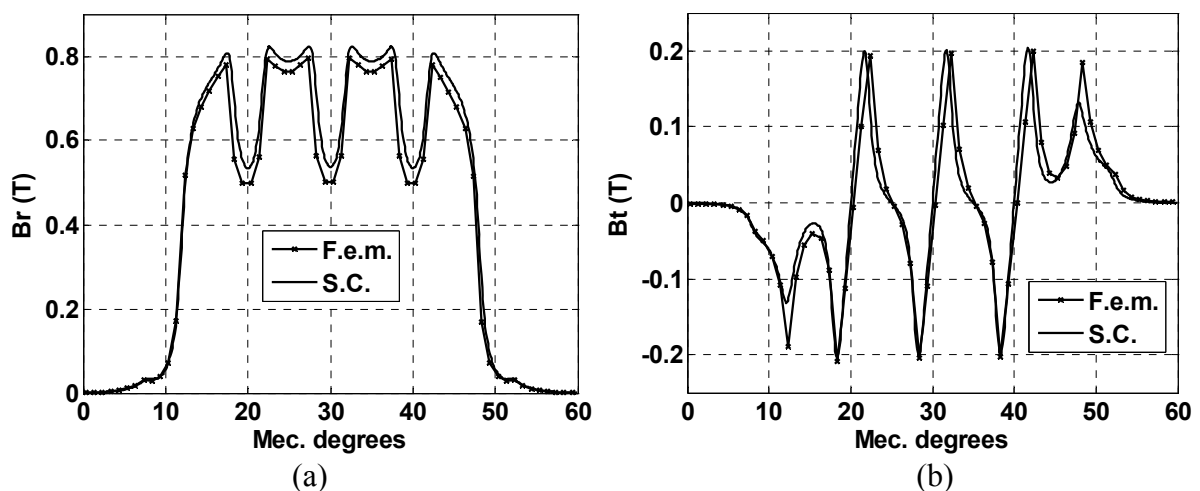 Br (T)
0.8
0.6
0.4
0.2
0
F.e.m.
S.C.
0 10 20 30 40 50 60
Mec. degrees
(a)
Bt (T)
0.2
0.1
0
-0.1
-0.2
F.e.m.
S.C.
0 10 20 30 40 50 60
Mec. degrees
(b)